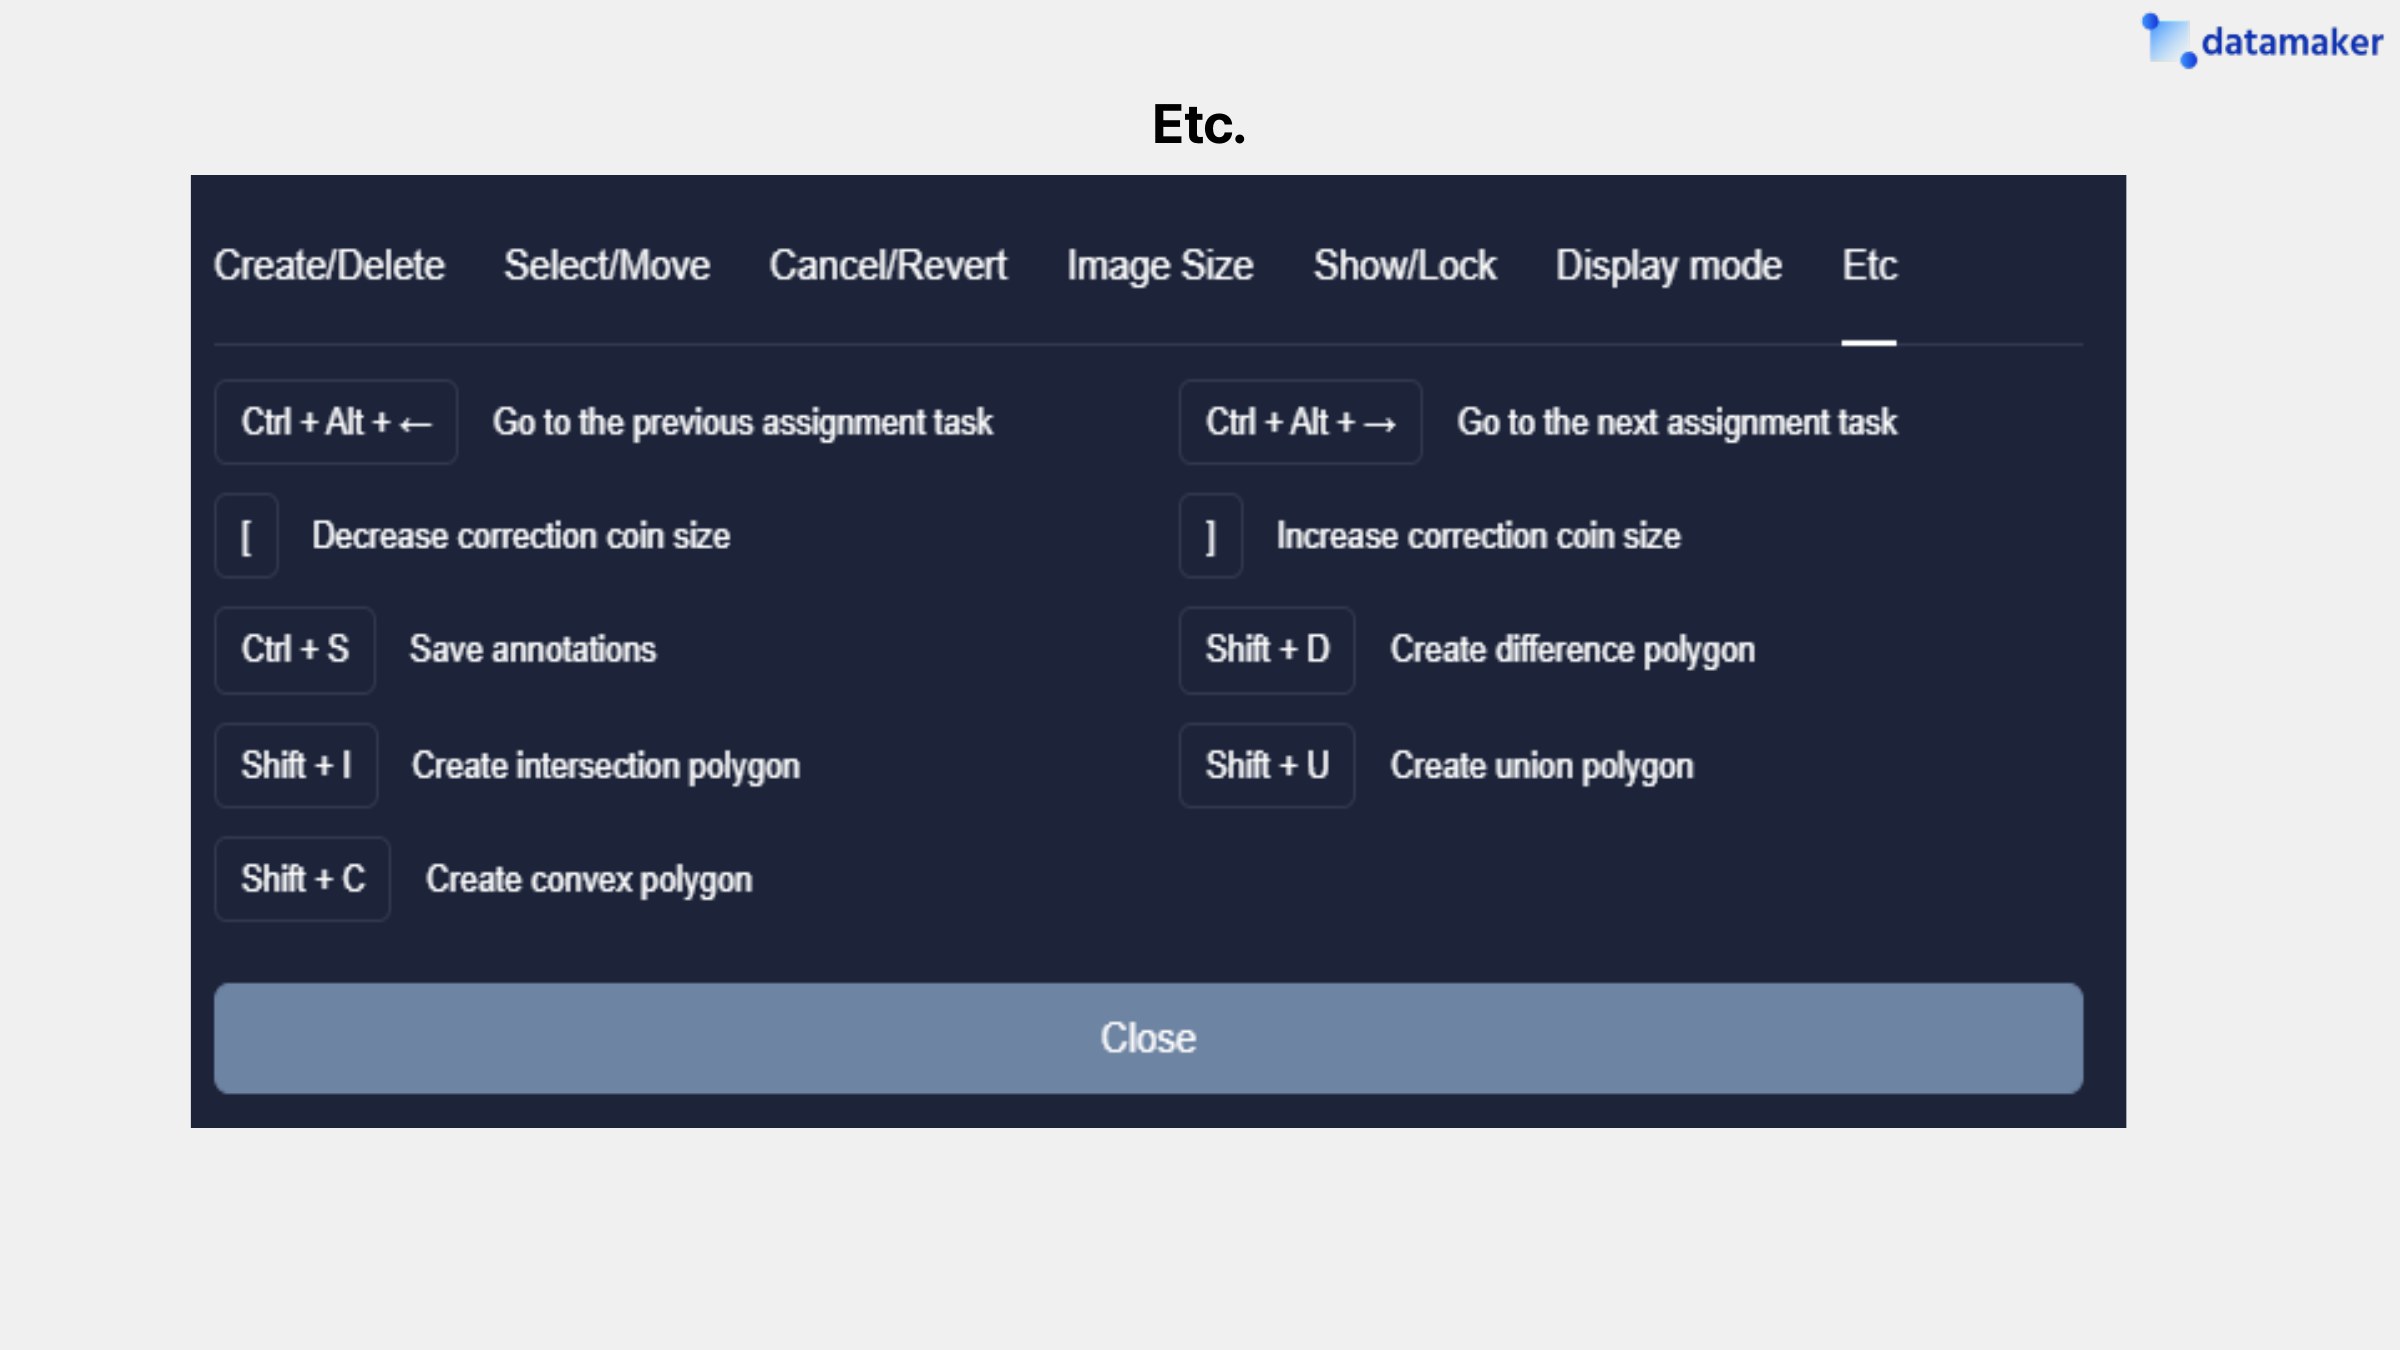 datamaker
Etc.
Create/Delete Select/Move Cancel/Revert Image Size Show/Lock Display mode Etc
Ctrl + Alt + ← Go to the previous assignment task Ctrl + Alt + → Go to the next assignment task
[ Decrease correction coin size ] Increase correction coin size
Ctrl + S Save annotations Shift + D Create difference polygon
Shift + I Create intersection polygon Shift + U Create union polygon
Shift + C Create convex polygon
Close